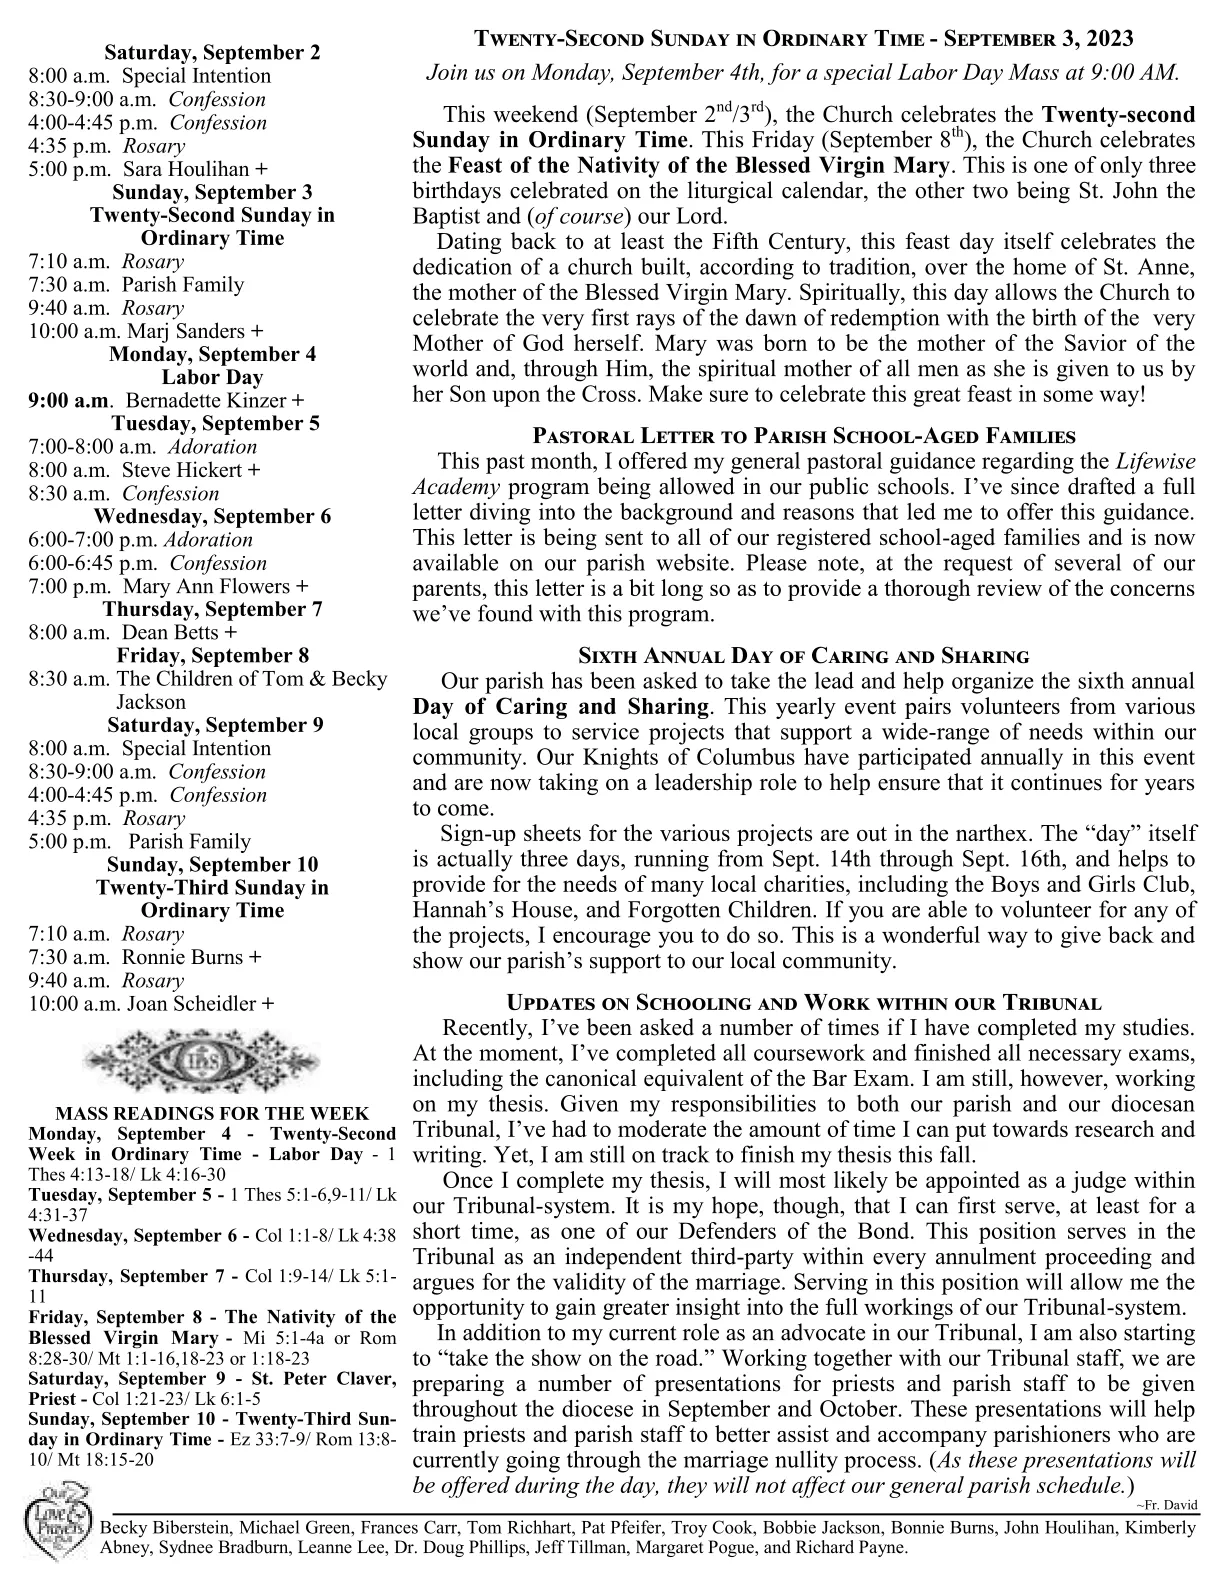 Saturday, September 2
8:00 a.m.  Special Intention
8:30-9:00 a.m.  Confession
4:00-4:45 p.m.  Confession
4:35 p.m.  Rosary
5:00 p.m.  Sara Houlihan +
Sunday, September 3
Twenty-Second Sunday in
Ordinary Time
7:10 a.m.  Rosary
7:30 a.m.  Parish Family
9:40 a.m.  Rosary
10:00 a.m. Marj Sanders +
Monday, September 4
Labor Day
9:00 a.m.  Bernadette Kinzer +
Tuesday, September 5
7:00-8:00 a.m.  Adoration
8:00 a.m.  Steve Hickert +
8:30 a.m.  Confession
Wednesday, September 6
6:00-7:00 p.m. Adoration
6:00-6:45 p.m.  Confession
7:00 p.m.  Mary Ann Flowers +
Thursday, September 7
8:00 a.m.  Dean Betts +
Friday, September 8
8:30 a.m. The Children of Tom & Becky
Jackson
Saturday, September 9
8:00 a.m.  Special Intention
8:30-9:00 a.m.  Confession
4:00-4:45 p.m.  Confession
4:35 p.m.  Rosary
5:00 p.m.   Parish Family
Sunday, September 10
Twenty-Third Sunday in
Ordinary Time
7:10 a.m.  Rosary
7:30 a.m.  Ronnie Burns +
9:40 a.m.  Rosary
10:00 a.m. Joan Scheidler +
IHS
MASS READINGS FOR THE WEEK
Monday, September 4 - Twenty-Second
Week in Ordinary Time - Labor Day - 1
Thes 4:13-18/ Lk 4:16-30
Tuesday, September 5 - 1 Thes 5:1-6,9-11/ Lk
4:31-37
Wednesday, September 6 - Col 1:1-8/ Lk 4:38
-44
Thursday, September 7 - Col 1:9-14/ Lk 5:1-
11
Friday, September 8 - The Nativity of the
Blessed Virgin Mary - Mi 5:1-4a or Rom
8:28-30/ Mt 1:1-16,18-23 or 1:18-23
Saturday, September 9 - St. Peter Claver,
Priest - Col 1:21-23/ Lk 6:1-5
Sunday, September 10 - Twenty-Third Sun-
day in Ordinary Time - Ez 33:7-9/ Rom 13:8-
10/ Mt 18:15-20
Twenty-Second Sunday in Ordinary Time - September 3, 2023
Join us on Monday, September 4th, for a special Labor Day Mass at 9:00 AM.
This weekend (September 2nd/3rd), the Church celebrates the Twenty-second
Sunday in Ordinary Time. This Friday (September 8th), the Church celebrates
the Feast of the Nativity of the Blessed Virgin Mary. This is one of only three
birthdays celebrated on the liturgical calendar, the other two being St. John the
Baptist and (of course) our Lord.
Dating back to at least the Fifth Century, this feast day itself celebrates the
dedication of a church built, according to tradition, over the home of St. Anne,
the mother of the Blessed Virgin Mary. Spiritually, this day allows the Church to
celebrate the very first rays of the dawn of redemption with the birth of the  very
Mother of God herself. Mary was born to be the mother of the Savior of the
world and, through Him, the spiritual mother of all men as she is given to us by
her Son upon the Cross. Make sure to celebrate this great feast in some way!
Pastoral Letter to Parish School-Aged Families
This past month, I offered my general pastoral guidance regarding the Lifewise
Academy program being allowed in our public schools. I’ve since drafted a full
letter diving into the background and reasons that led me to offer this guidance.
This letter is being sent to all of our registered school-aged families and is now
available on our parish website. Please note, at the request of several of our
parents, this letter is a bit long so as to provide a thorough review of the concerns
we’ve found with this program.
Sixth Annual Day of Caring and Sharing
Our parish has been asked to take the lead and help organize the sixth annual
Day of Caring and Sharing. This yearly event pairs volunteers from various
local groups to service projects that support a wide-range of needs within our
community. Our Knights of Columbus have participated annually in this event
and are now taking on a leadership role to help ensure that it continues for years
to come.
Sign-up sheets for the various projects are out in the narthex. The “day” itself
is actually three days, running from Sept. 14th through Sept. 16th, and helps to
provide for the needs of many local charities, including the Boys and Girls Club,
Hannah’s House, and Forgotten Children. If you are able to volunteer for any of
the projects, I encourage you to do so. This is a wonderful way to give back and
show our parish’s support to our local community.
Updates on Schooling and Work within our Tribunal
Recently, I’ve been asked a number of times if I have completed my studies.
At the moment, I’ve completed all coursework and finished all necessary exams,
including the canonical equivalent of the Bar Exam. I am still, however, working
on my thesis. Given my responsibilities to both our parish and our diocesan
Tribunal, I’ve had to moderate the amount of time I can put towards research and
writing. Yet, I am still on track to finish my thesis this fall.
Once I complete my thesis, I will most likely be appointed as a judge within
our Tribunal-system. It is my hope, though, that I can first serve, at least for a
short time, as one of our Defenders of the Bond. This position serves in the
Tribunal as an independent third-party within every annulment proceeding and
argues for the validity of the marriage. Serving in this position will allow me the
opportunity to gain greater insight into the full workings of our Tribunal-system.
In addition to my current role as an advocate in our Tribunal, I am also starting
to “take the show on the road.” Working together with our Tribunal staff, we are
preparing a number of presentations for priests and parish staff to be given
throughout the diocese in September and October. These presentations will help
train priests and parish staff to better assist and accompany parishioners who are
currently going through the marriage nullity process. (As these presentations will
be offered during the day, they will not affect our general parish schedule.)
~Fr. David
Our
Love &
Prayers
Becky Biberstein, Michael Green, Frances Carr, Tom Richhart, Pat Pfeifer, Troy Cook, Bobbie Jackson, Bonnie Burns, John Houlihan, Kimberly
Abney, Sydnee Bradburn, Leanne Lee, Dr. Doug Phillips, Jeff Tillman, Margaret Pogue, and Richard Payne.